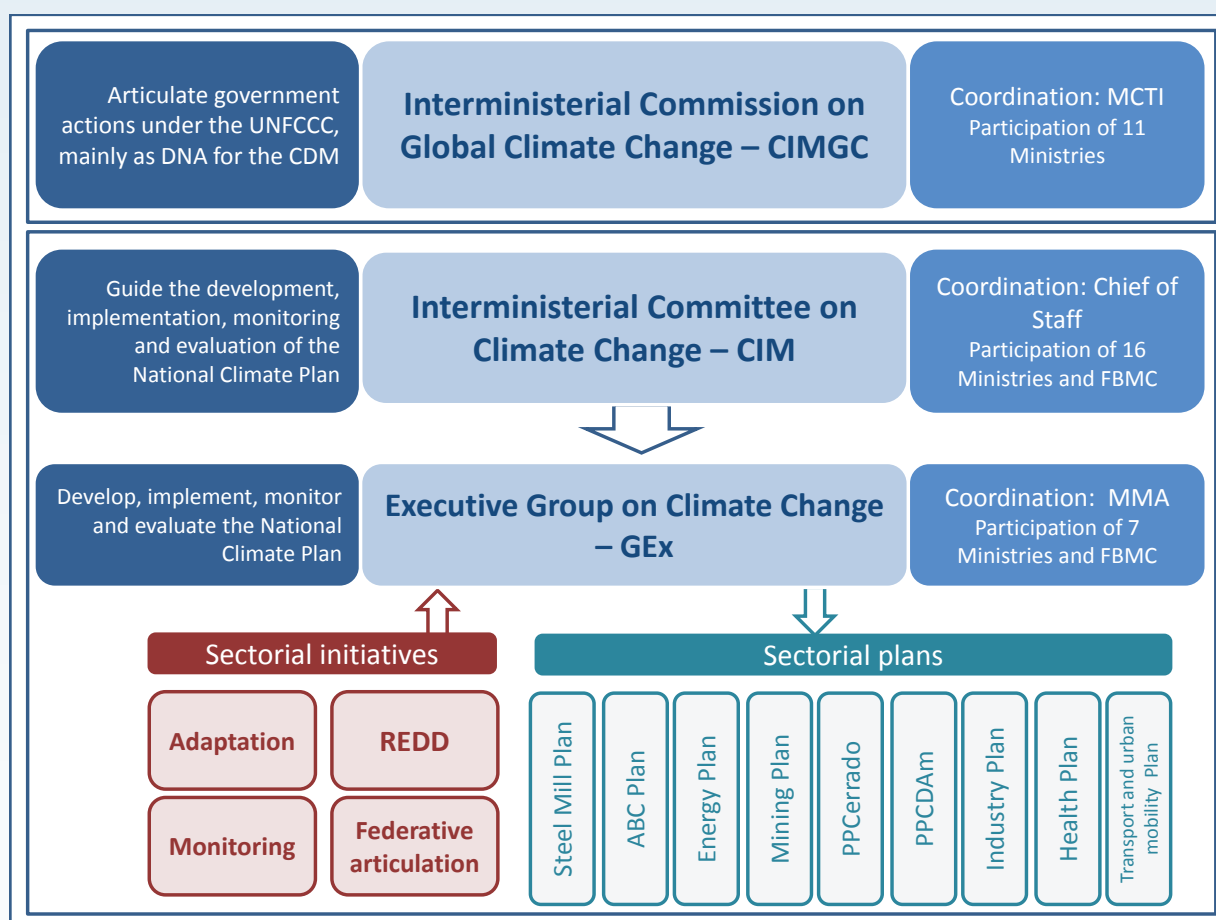 Articulate government
actions under the UNFCCC,
mainly as DNA for the CDM
Interministerial Commission on
Global Climate Change – CIMGC
Coordination: MCTI
Participation of 11
Ministries
Guide the development,
implementation, monitoring
and evaluation of the
National Climate Plan
Interministerial Committee on
Climate Change – CIM
Coordination: Chief of
Staff
Participation of 16
Ministries and FBMC
Develop, implement, monitor
and evaluate the National
Climate Plan
Executive Group on Climate Change
– GEx
Coordination: MMA
Participation of 7
Ministries and FBMC
Sectorial initiatives
Adaptation
REDD
Monitoring
Federative
articulation
Sectorial plans
Steel Mill Plan
ABC Plan
Energy Plan
Mining Plan
PPCerrado
PPCDAm
Industry Plan
Health Plan
Transport and urban
mobility Plan